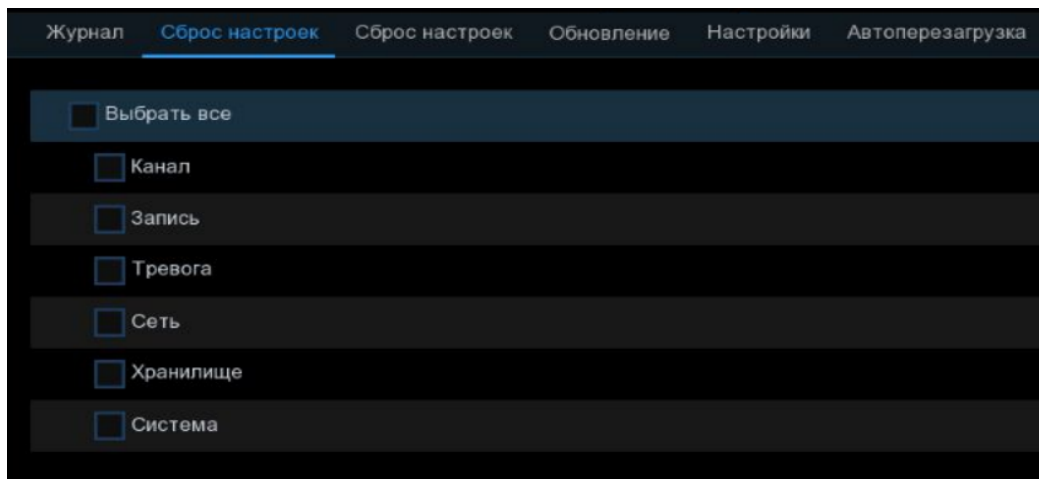 Журнал Сброс настроек Сброс настроек Обновление Настройки Автоперезагрузка
Выбрать все
Канал
Запись
Тревога
Сеть
Хранилище
Система